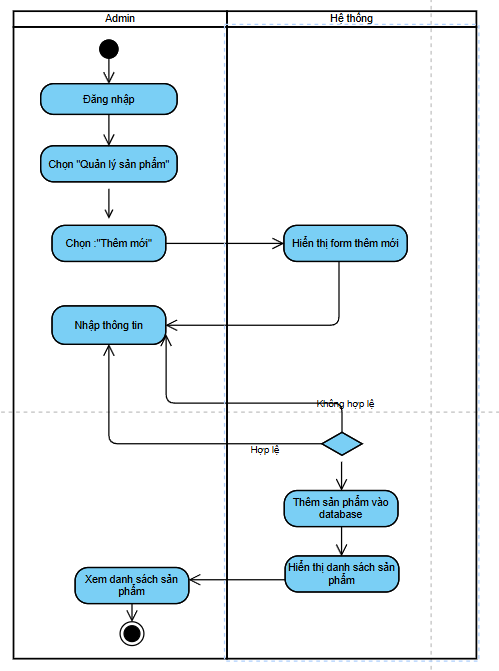 Admin
Hệ thống
Đăng nhập
Chọn "Quản lý sản phẩm"
Chọn :"Thêm mới"
Hiển thị form thêm mới
Nhập thông tin
Không hợp lệ
Hợp lệ
Thêm sản phẩm vào
database
Hiển thị danh sách sản
phẩm
Xem danh sách sản
phẩm